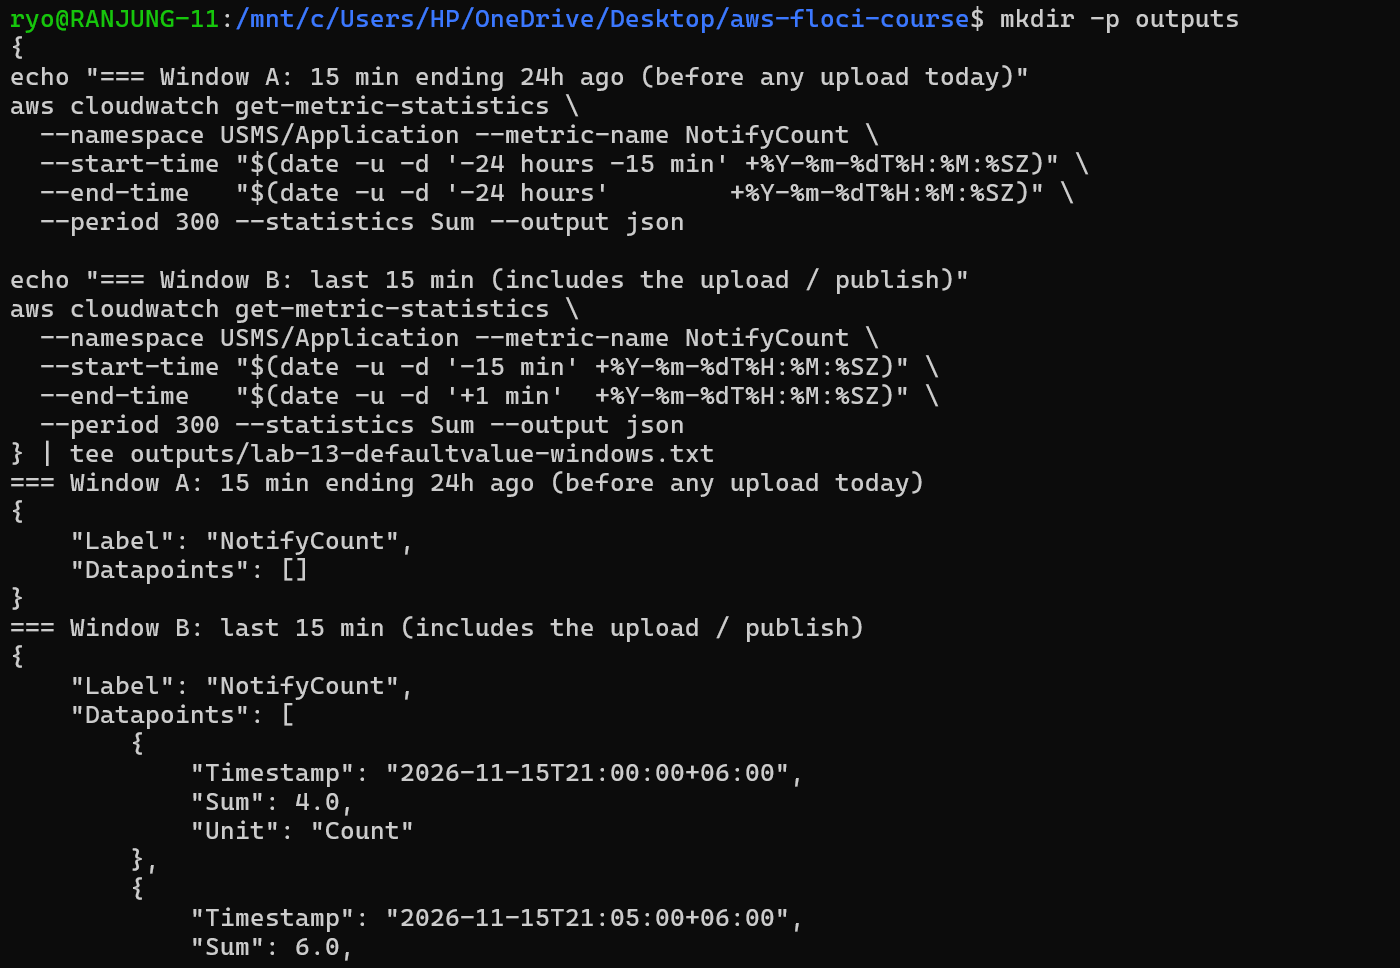 ryo@RANJUNG-11:/mnt/c/Users/HP/OneDrive/Desktop/aws-floci-course$ mkdir -p outputs
{
echo "=== Window A: 15 min ending 24h ago (before any upload today)"
aws cloudwatch get-metric-statistics \
  --namespace USMS/Application --metric-name NotifyCount \
  --start-time "$(date -u -d '-24 hours -15 min' +%Y-%m-%dT%H:%M:%SZ)" \
  --end-time   "$(date -u -d '-24 hours'        +%Y-%m-%dT%H:%M:%SZ)" \
  --period 300 --statistics Sum --output json

echo "=== Window B: last 15 min (includes the upload / publish)"
aws cloudwatch get-metric-statistics \
  --namespace USMS/Application --metric-name NotifyCount \
  --start-time "$(date -u -d '-15 min' +%Y-%m-%dT%H:%M:%SZ)" \
  --end-time   "$(date -u -d '+1 min'  +%Y-%m-%dT%H:%M:%SZ)" \
  --period 300 --statistics Sum --output json
} | tee outputs/lab-13-defaultvalue-windows.txt
=== Window A: 15 min ending 24h ago (before any upload today)
{
    "Label": "NotifyCount",
    "Datapoints": []
}
=== Window B: last 15 min (includes the upload / publish)
{
    "Label": "NotifyCount",
    "Datapoints": [
        {
            "Timestamp": "2026-11-15T21:00:00+06:00",
            "Sum": 4.0,
            "Unit": "Count"
        },
        {
            "Timestamp": "2026-11-15T21:05:00+06:00",
            "Sum": 6.0,